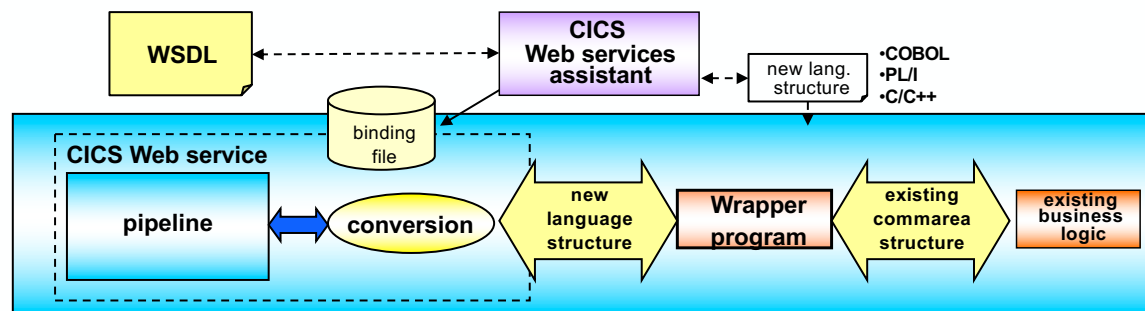 WSDL
CICS
Web services
assistant
new lang.
structure
•COBOL
•PL/I
•C/C++
binding
file
CICS Web service
pipeline
conversion
new
language
structure
Wrapper
program
existing
commarea
structure
existing
business
logic